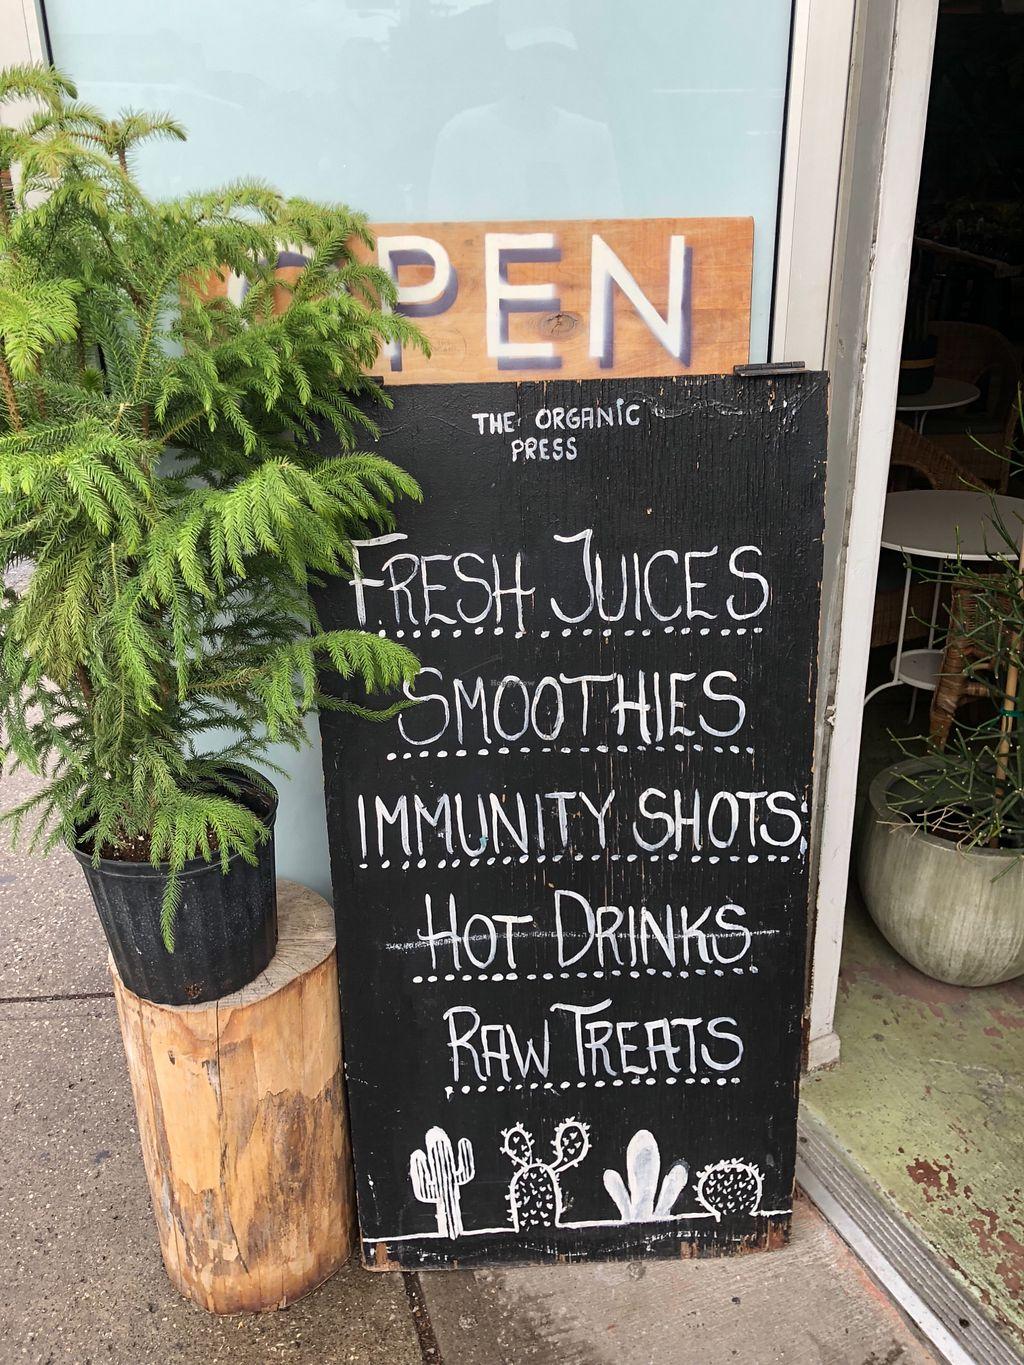 OPEN
THE ORGANIC
PRESS
FRESH JUICES
SMOOTHIES
IMMUNITY SHOTS
HOT DRINKS
RAW TREATS